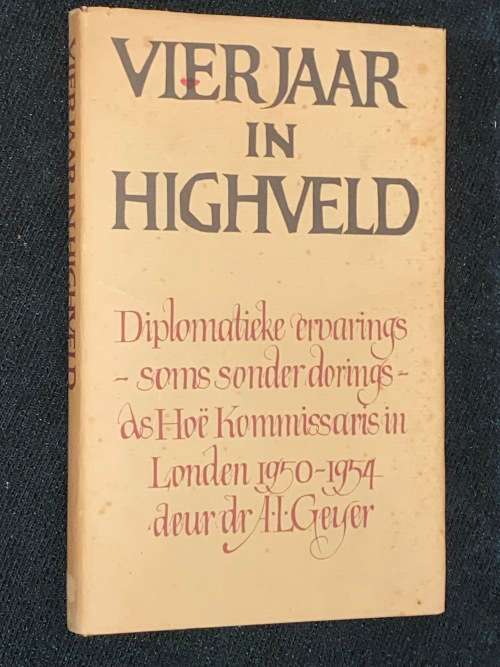 VIER JAAR
IN
HIGHVELD
Diplomatieke ervarings
- soms sonder dorings -
as Hoë Kommissaris in
Londen 1950-1954
deur dr A.L. Geyer
VIER JAAR IN HIGHVELD